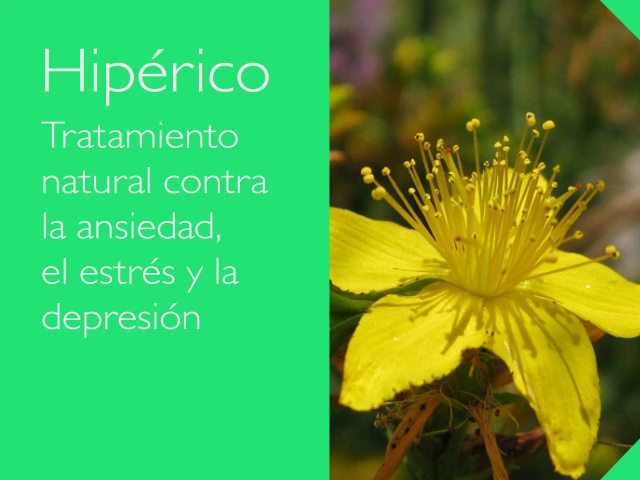 Hipérico
Tratamiento
natural contra
la ansiedad,
el estrés y la
depresión